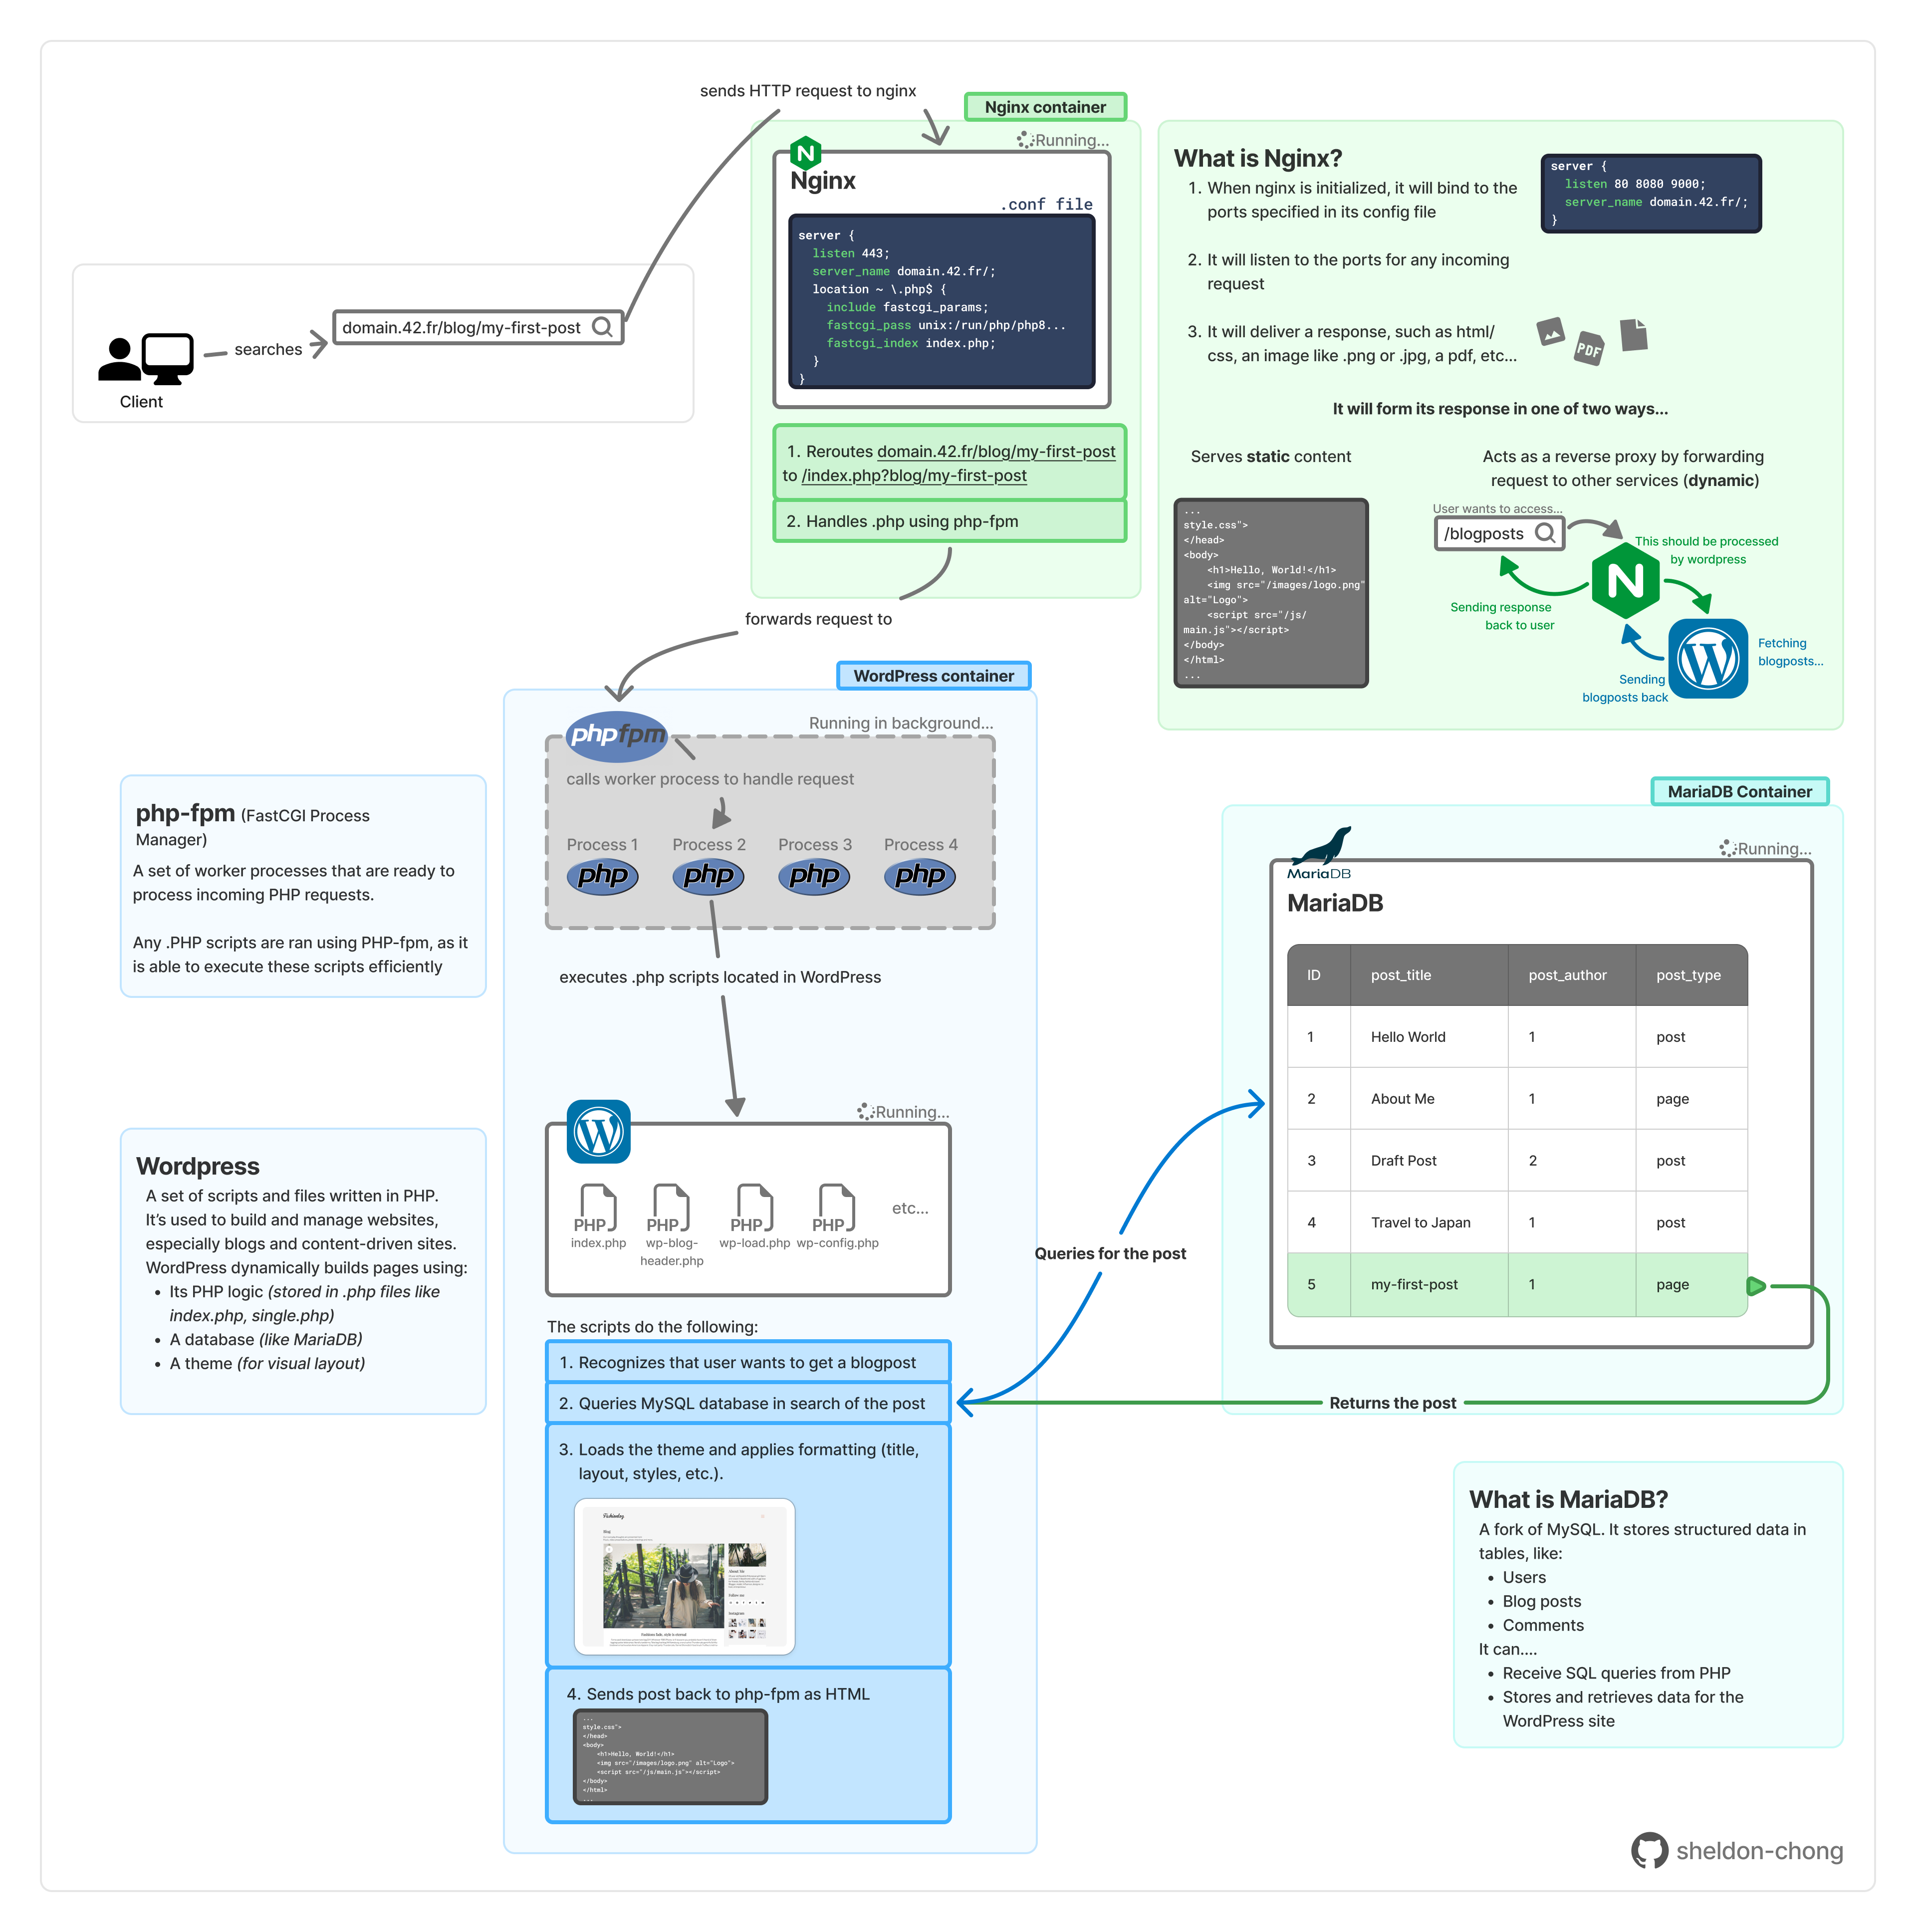 sends HTTP request to nginx
Nginx container
Running...
Nginx
.conf file
server {
listen 443;
server_name domain.42.fr/;
location ~ \.php$ {
include fastcgi_params;
fastcgi_pass unix:/run/php/php8...
fastcgi_index index.php;
}
}
1. Reroutes domain.42.fr/blog/my-first-post
to /index.php?blog/my-first-post
2. Handles .php using php-fpm
domain.42.fr/blog/my-first-post
searches
Client
What is Nginx?
1. When nginx is initialized, it will bind to the
ports specified in its config file
server {
listen 80 8080 9000;
server_name domain.42.fr/;
}
2. It will listen to the ports for any incoming
request
3. It will deliver a response, such as html/
css, an image like .png or .jpg, a pdf, etc...
PDF
It will form its response in one of two ways...
Serves static content
...
style.css">
</head>
<body>
<h1>Hello, World!</h1>
<img src="/images/logo.png"
alt="Logo">
<script src="/js/
main.js"></script>
</body>
</html>
...
Acts as a reverse proxy by forwarding
request to other services (dynamic)
User wants to access...
/blogposts
N
This should be processed
by wordpress
Sending response
back to user
Fetching
blogposts...
Sending
blogposts back
forwards request to
WordPress container
phpfpm
Running in background...
calls worker process to handle request
Process 1
Process 2
Process 3
Process 4
php
php
php
php
executes .php scripts located in WordPress
php-fpm (FastCGI Process
Manager)
A set of worker processes that are ready to
process incoming PHP requests.
Any .PHP scripts are ran using PHP-fpm, as it
is able to execute these scripts efficiently
Wordpress
A set of scripts and files written in PHP.
It's used to build and manage websites,
especially blogs and content-driven sites.
WordPress dynamically builds pages using:
• Its PHP logic (stored in .php files like
index.php, single.php)
• A database (like MariaDB)
• A theme (for visual layout)
Running...
PHP
PHP
PHP
PHP
etc...
index.php
wp-blog-
header.php
wp-load.php
wp-config.php
The scripts do the following:
1. Recognizes that user wants to get a blogpost
2. Queries MySQL database in search of the post
3. Loads the theme and applies formatting (title,
layout, styles, etc.).
Blog
About Me
Follow me
Instagram
4. Sends post back to php-fpm as HTML
...
style.css">
</head>
<body>
<h1>Hello, World!</h1>
<img src="/images/logo.png" alt="Logo">
<script src="/js/main.js"></script>
</body>
</html>
...
Queries for the post
Returns the post
MariaDB Container
Running...
MariaDB
MariaDB
ID post_title post_author post_type
1 Hello World 1 post
2 About Me 1 page
3 Draft Post 2 post
4 Travel to Japan 1 post
5 my-first-post 1 page
What is MariaDB?
A fork of MySQL. It stores structured data in
tables, like:
• Users
• Blog posts
• Comments
It can....
• Receive SQL queries from PHP
• Stores and retrieves data for the
WordPress site
sheldon-chong